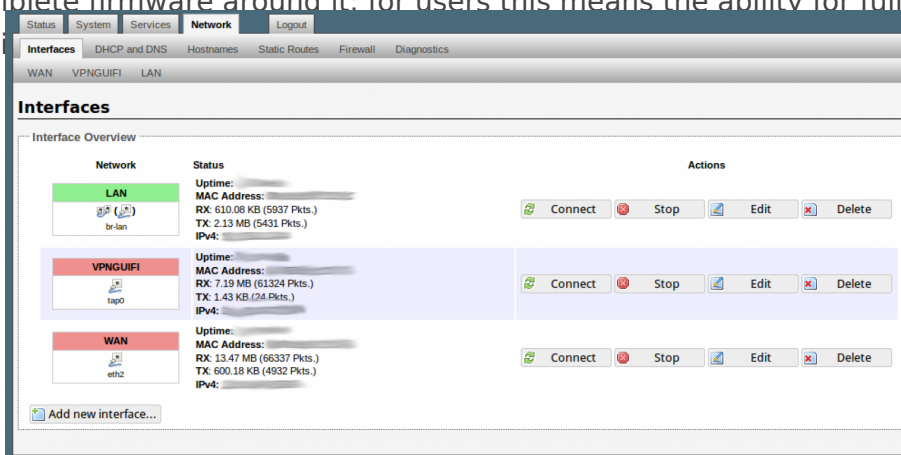 plete firmware around it; for users this means the ability for full
Status System Services Network Logout
Interfaces DHCP and DNS Hostnames Static Routes Firewall Diagnostics
WAN VPNGUIFI LAN
Interfaces
Interface Overview
Network Status Actions
LAN
br-lan
Uptime:
MAC Address:
RX: 610.08 KB (5937 Pkts.)
TX: 2.13 MB (5431 Pkts.)
IPv4:
Connect Stop Edit Delete
VPNGUIFI
tap0
Uptime:
MAC Address:
RX: 7.19 MB (61324 Pkts.)
TX: 1.43 KB (24 Pkts.)
IPv4:
Connect Stop Edit Delete
WAN
eth2
Uptime:
MAC Address:
RX: 13.47 MB (66337 Pkts.)
TX: 600.18 KB (4932 Pkts.)
IPv4:
Connect Stop Edit Delete
Add new interface...